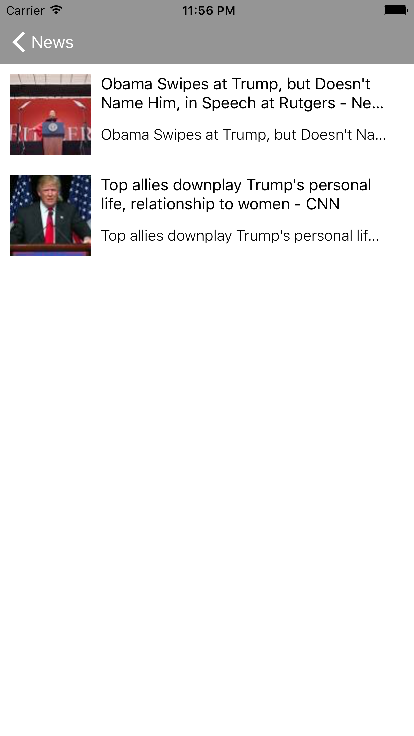 Carrier 11:56 PM
News
Obama Swipes at Trump, but Doesn't
Name Him, in Speech at Rutgers - Ne...
Obama Swipes at Trump, but Doesn't Na...
Top allies downplay Trump's personal
life, relationship to women - CNN
Top allies downplay Trump's personal lif...